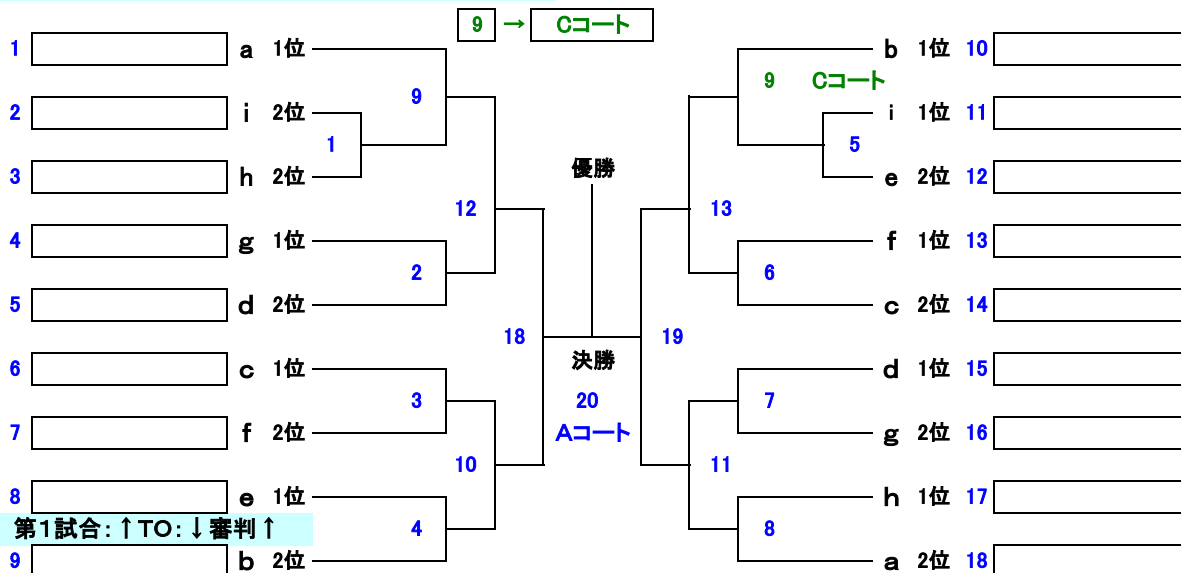 9 → Cコート
1 a 1位 b 1位 10
9 9 Cコート
2 i 2位 i 1位 11
1 5
3 h 2位 優勝 e 2位 12
12 13
4 g 1位 f 1位 13
2 6
5 d 2位 c 2位 14
18 19
6 c 1位 決勝 d 1位 15
3 20 7
7 f 2位 Aコート g 2位 16
10 11
8 e 1位 h 1位 17
第1試合:↑TO:↓審判↑
4 8
9 b 2位 a 2位 18